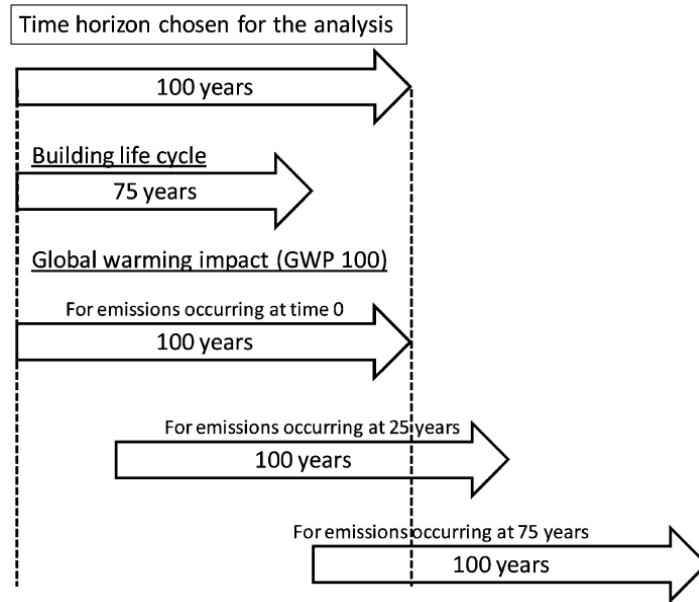 Time horizon chosen for the analysis
100 years
Building life cycle
75 years
Global warming impact (GWP 100)
For emissions occurring at time 0
100 years
For emissions occurring at 25 years
100 years
For emissions occurring at 75 years
100 years